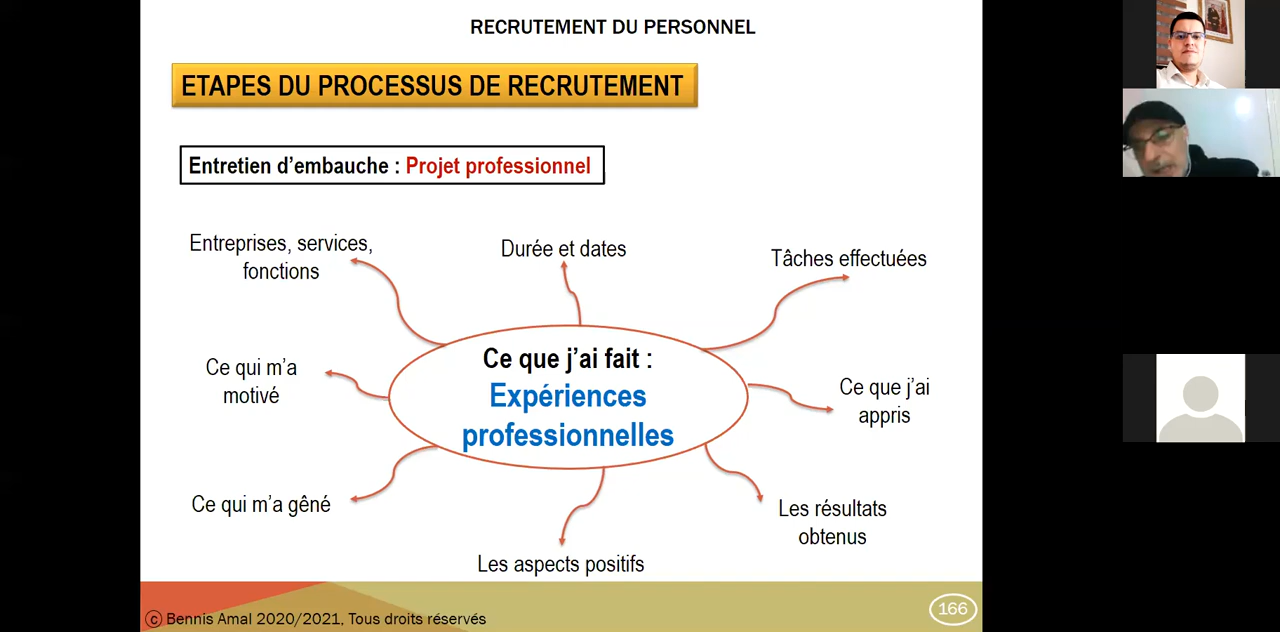 RECRUTEMENT DU PERSONNEL
ETAPES DU PROCESSUS DE RECRUTEMENT
Entretien d’embauche : Projet professionnel
Entreprises, services,
fonctions
Durée et dates
Tâches effectuées
Ce qui m’a
motivé
Ce que j’ai fait :
Expériences
professionnelles
Ce que j’ai
appris
Ce qui m’a gêné
Les aspects positifs
Les résultats
obtenus
© Bennis Amal 2020/2021, Tous droits réservés
166